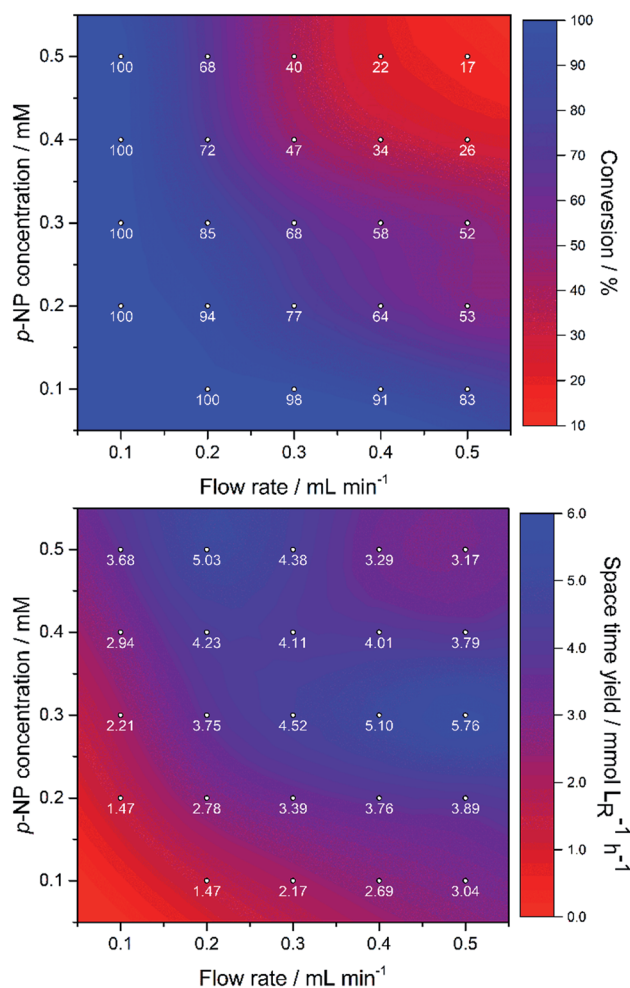 0.5
0.4
0.3
0.2
0.1
p-NP concentration / mM
100 68 40 22 17
100 72 47 34 26
100 85 68 58 52
100 94 77 64 53
100 98 91 83
0.1 0.2 0.3 0.4 0.5
Flow rate / mL min⁻¹
100
90
80
70
60
50
40
30
20
10
Conversion / %
0.5
0.4
0.3
0.2
0.1
p-NP concentration / mM
3.68 5.03 4.38 3.29 3.17
2.94 4.23 4.11 4.01 3.79
2.21 3.75 4.52 5.10 5.76
1.47 2.78 3.39 3.76 3.89
1.47 2.17 2.69 3.04
0.1 0.2 0.3 0.4 0.5
Flow rate / mL min⁻¹
6.0
5.0
4.0
3.0
2.0
1.0
0.0
Space time yield / mmol L_R⁻¹ h⁻¹